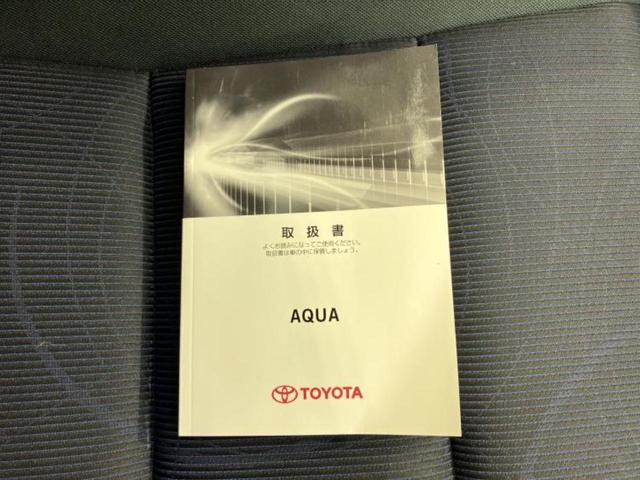 取扱書
よくお読みになってご使用ください。
取扱書は車の中に保管しましょう。
AQUA
TOYOTA